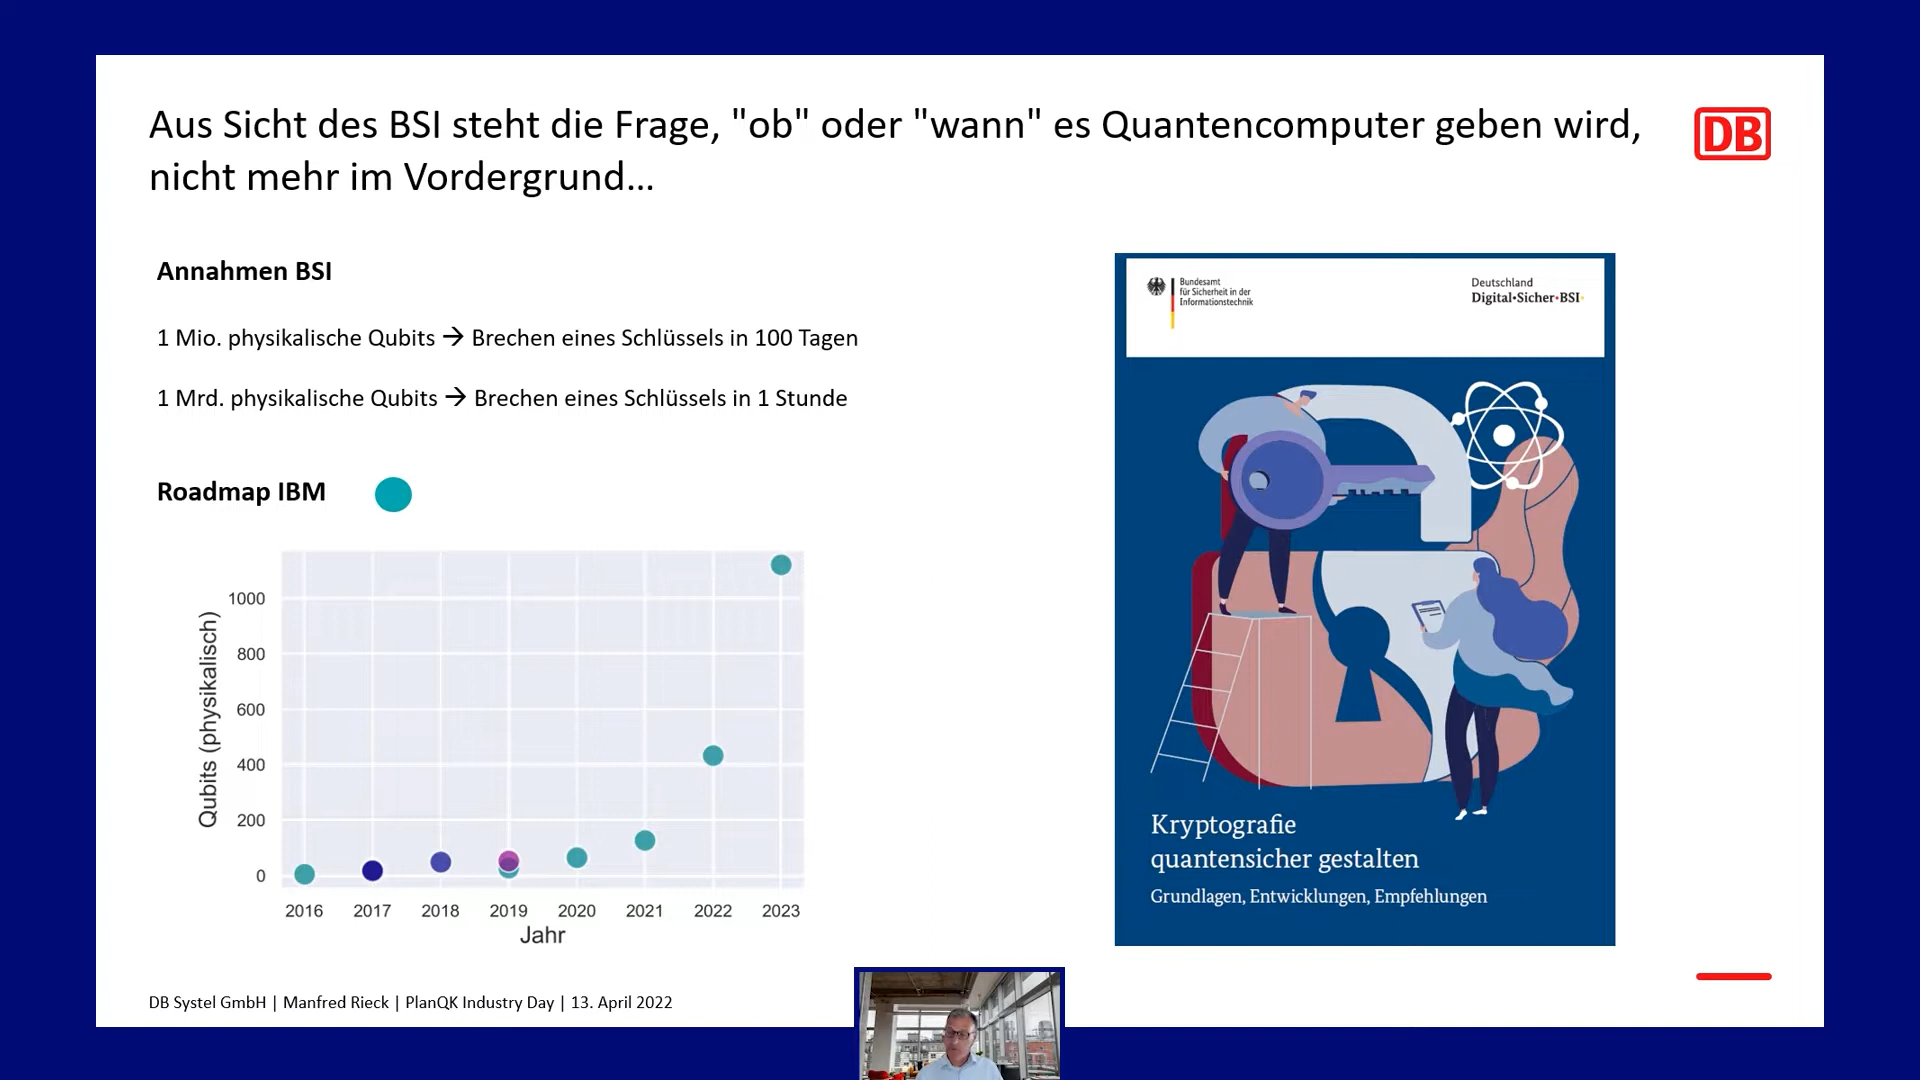 Aus Sicht des BSI steht die Frage, "ob" oder "wann" es Quantencomputer geben wird,
nicht mehr im Vordergrund…
DB
Annahmen BSI
1 Mio. physikalische Qubits → Brechen eines Schlüssels in 100 Tagen
1 Mrd. physikalische Qubits → Brechen eines Schlüssels in 1 Stunde
Roadmap IBM
Qubits (physikalisch)
1000
800
600
400
200
0
2016 2017 2018 2019 2020 2021 2022 2023
Jahr
Bundesamt
für Sicherheit in der
Informationstechnik
Deutschland
Digital•Sicher•BSI•
Kryptografie
quantensicher gestalten
Grundlagen, Entwicklungen, Empfehlungen
DB Systel GmbH | Manfred Rieck | PlanQK Industry Day | 13. April 2022